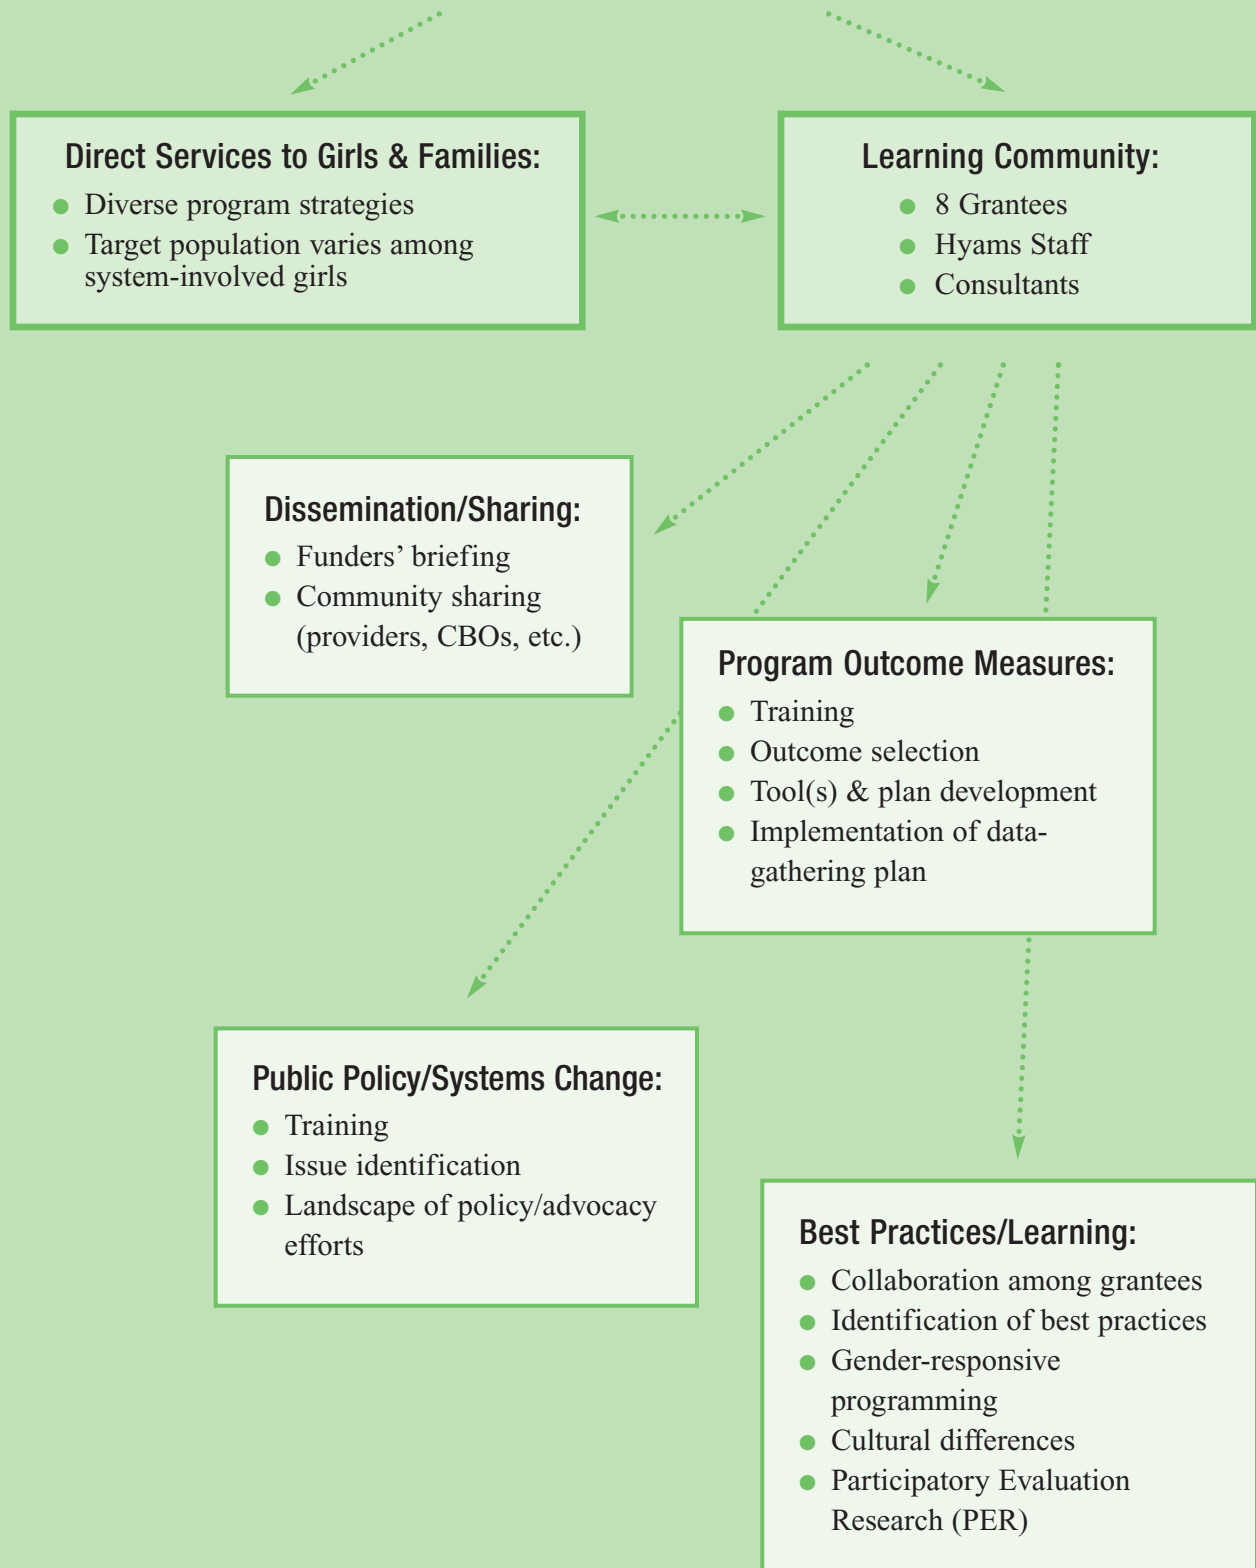 Direct Services to Girls & Families:
● Diverse program strategies
● Target population varies among
system-involved girls
Learning Community:
● 8 Grantees
● Hyams Staff
● Consultants
Dissemination/Sharing:
● Funders’ briefing
● Community sharing
(providers, CBOs, etc.)
Program Outcome Measures:
● Training
● Outcome selection
● Tool(s) & plan development
● Implementation of data-
gathering plan
Public Policy/Systems Change:
● Training
● Issue identification
● Landscape of policy/advocacy
efforts
Best Practices/Learning:
● Collaboration among grantees
● Identification of best practices
● Gender-responsive
programming
● Cultural differences
● Participatory Evaluation
Research (PER)